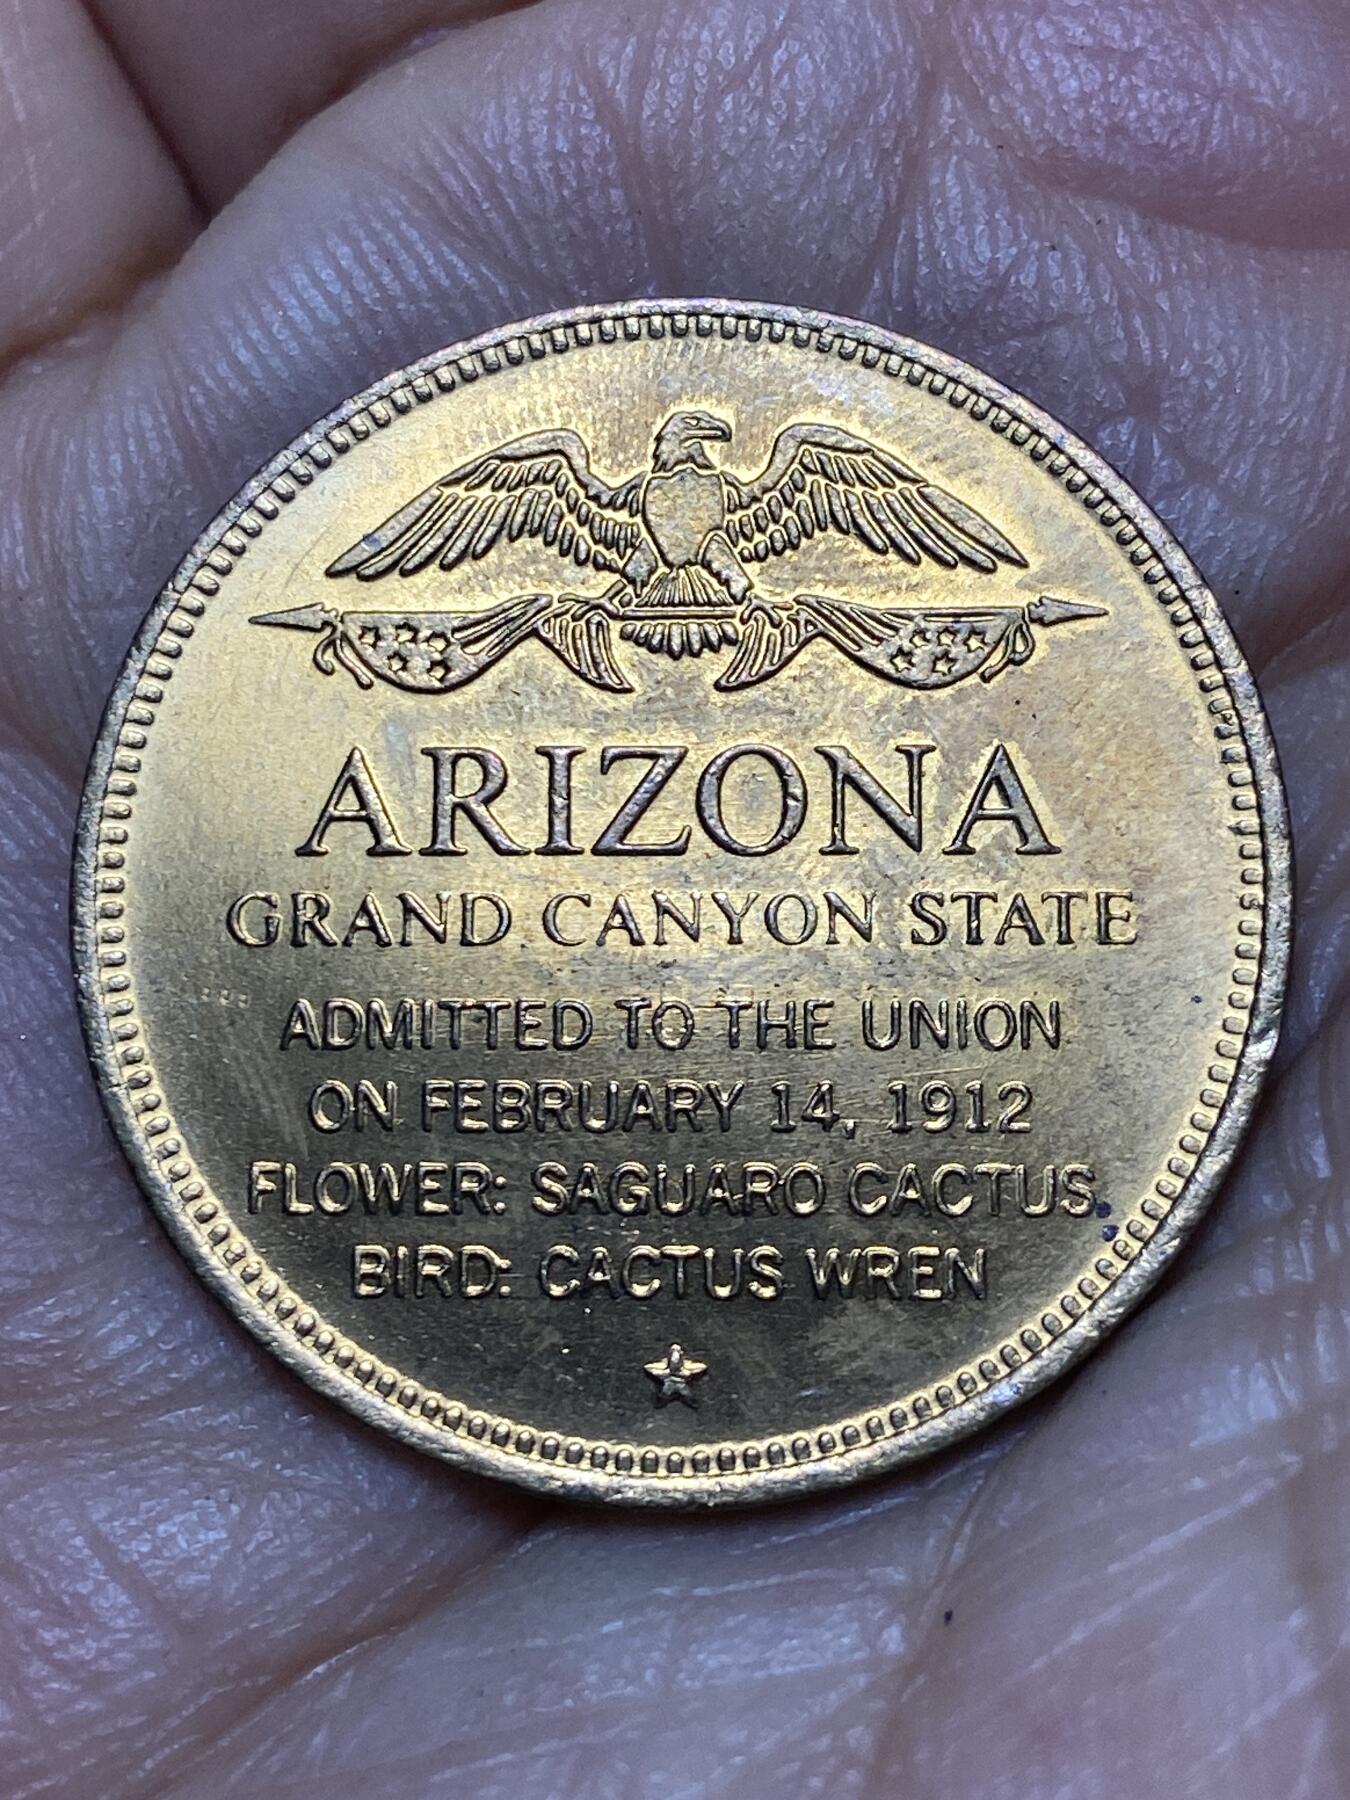 ARIZONA
GRAND CANYON STATE
ADMITTED TO THE UNION
ON FEBRUARY 14, 1912
FLOWER: SAGUARO CACTUS
BIRD: CACTUS WREN